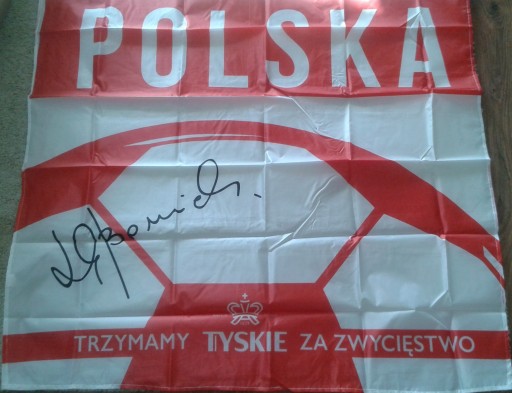 POLSKA
TRZYMAMY TYSKIE ZA ZWYCIĘSTWO